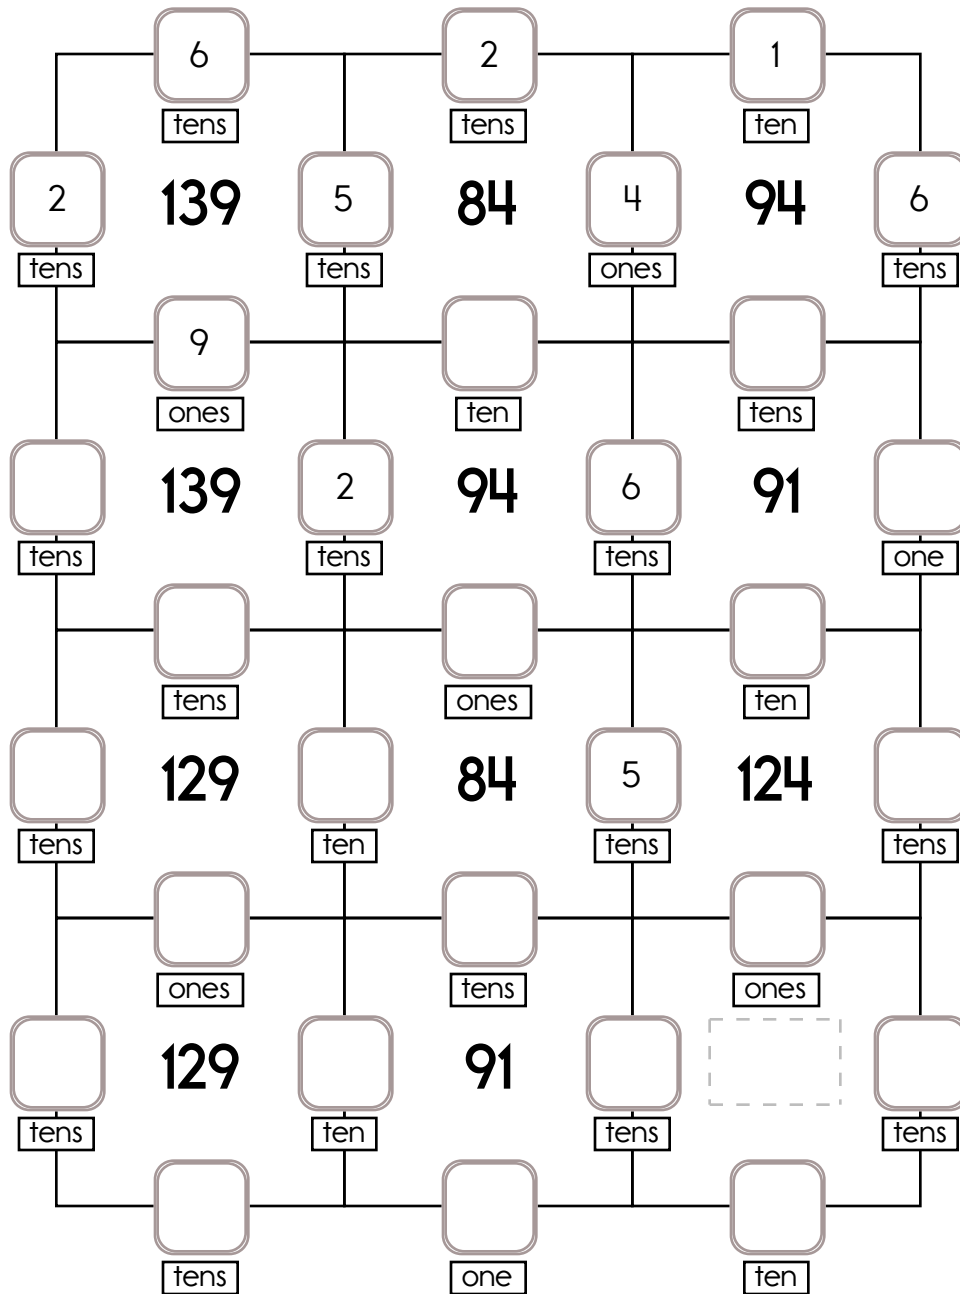 6 2 1
tens tens ten
2 139 5 84 4 94 6
tens tens ones tens
9
ones ten tens
139 2 94 6 91
tens tens tens one
tens ones ten
129 84 5 124
tens ten tens tens
ones tens ones
129 91
tens ten tens tens
tens one ten